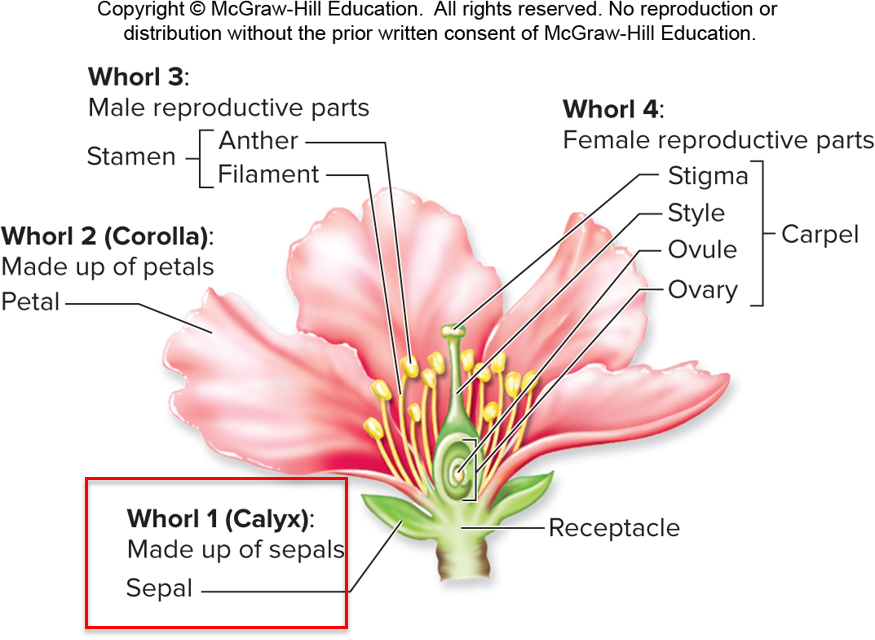 Copyright © McGraw-Hill Education.  All rights reserved. No reproduction or
distribution without the prior written consent of McGraw-Hill Education.
Whorl 3:
Male reproductive parts
Stamen
Anther
Filament
Whorl 4:
Female reproductive parts
Stigma
Style
Ovule
Ovary
Carpel
Whorl 2 (Corolla):
Made up of petals
Petal
Whorl 1 (Calyx):
Made up of sepals
Sepal
Receptacle